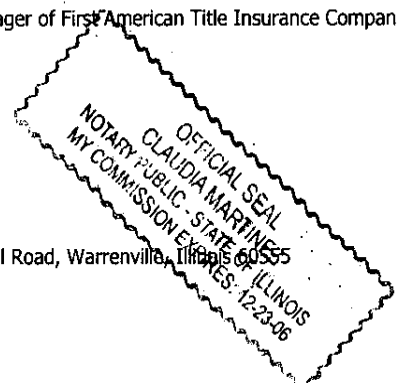 ager of First American Title Insurance Compan
OFFICIAL SEAL
CLAUDIA MARTINEZ
NOTARY PUBLIC - STATE OF ILLINOIS
MY COMMISSION EXPIRES: 12-23-06
l Road, Warrenville, Illinois 60555